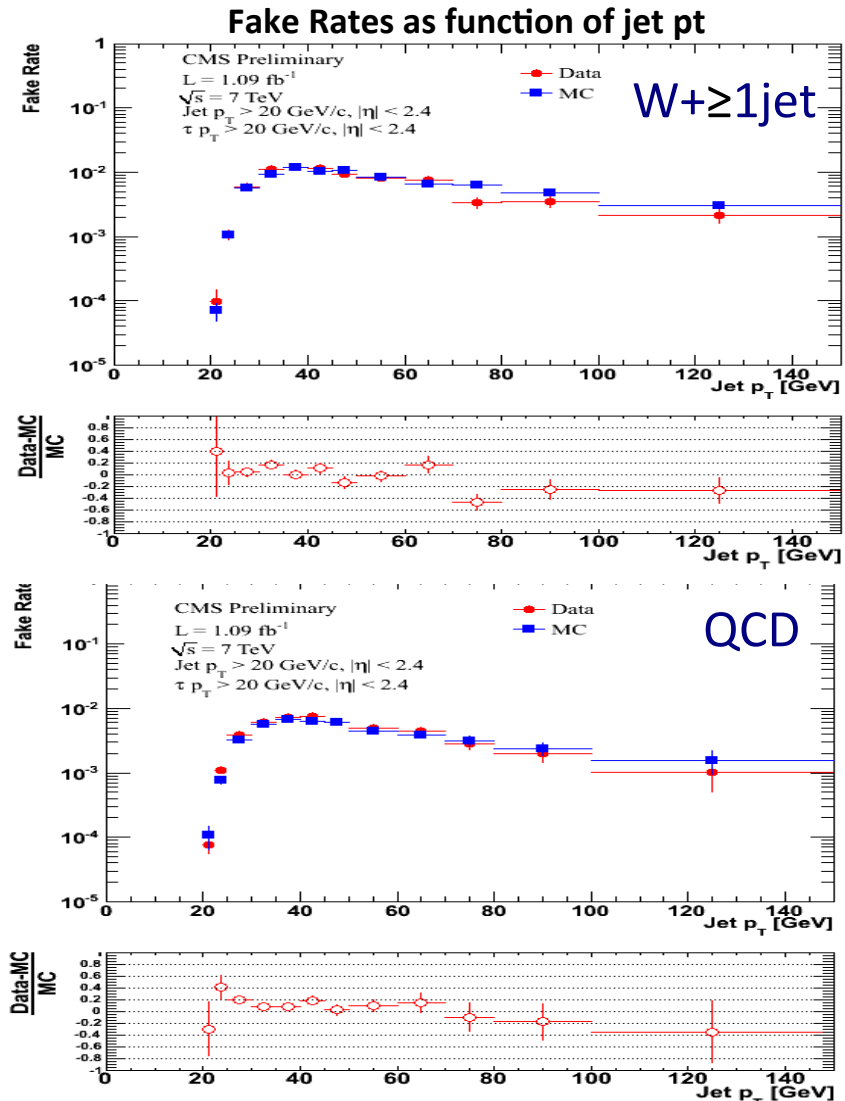 Fake Rates as function of jet pt
Fake Rate
1
10⁻¹
10⁻²
10⁻³
10⁻⁴
10⁻⁵
CMS Preliminary
L = 1.09 fb⁻¹
√s = 7 TeV
Jet p_T > 20 GeV/c, |η| < 2.4
τ p_T > 20 GeV/c, |η| < 2.4
Data
MC
W+≥1jet
0 20 40 60 80 100 120 140
Jet p_T [GeV]
Data-MC
MC
0.8
0.6
0.4
0.2
0
-0.2
-0.4
-0.6
-0.8
-1
0 20 40 60 80 100 120 140
Jet p_T [GeV]
Fake Rate
10⁻¹
10⁻²
10⁻³
10⁻⁴
10⁻⁵
CMS Preliminary
L = 1.09 fb⁻¹
√s = 7 TeV
Jet p_T > 20 GeV/c, |η| < 2.4
τ p_T > 20 GeV/c, |η| < 2.4
Data
MC
QCD
0 20 40 60 80 100 120 140
Jet p_T [GeV]
Data-MC
MC
0.8
0.6
0.4
0.2
0
-0.2
-0.4
-0.6
-0.8
-1
0 20 40 60 80 100 120 140
Jet p_T [GeV]